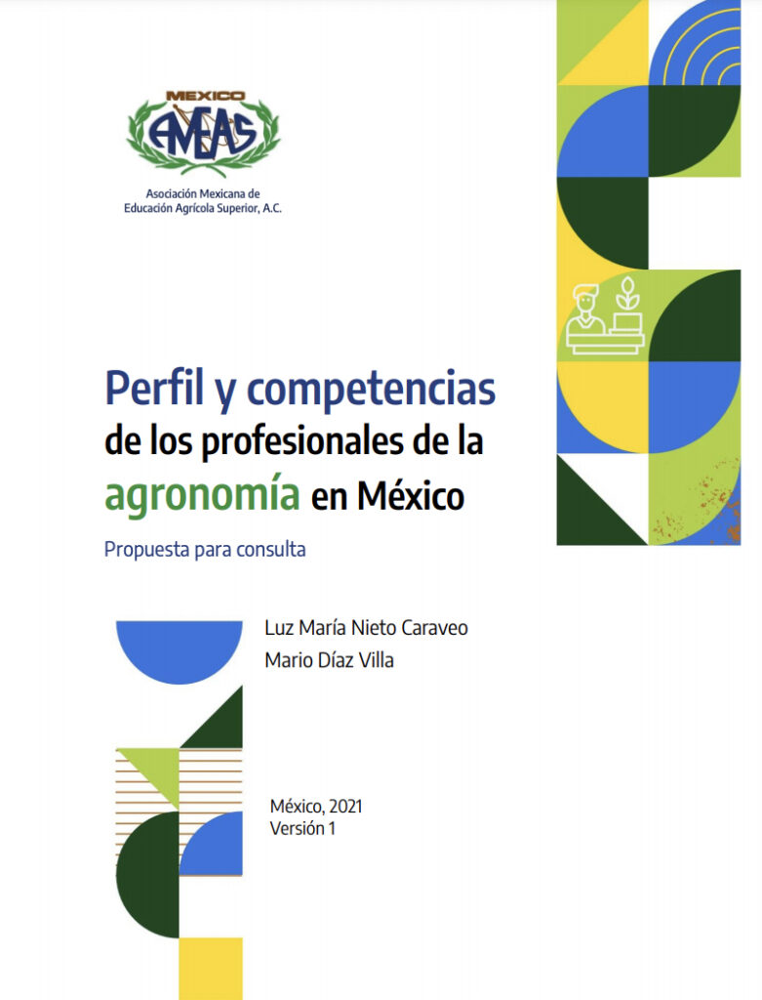 MEXICO
AMEAS
Asociación Mexicana de
Educación Agrícola Superior, A.C.
Perfil y competencias
de los profesionales de la
agronomía en México
Propuesta para consulta
Luz María Nieto Caraveo
Mario Díaz Villa
México, 2021
Versión 1